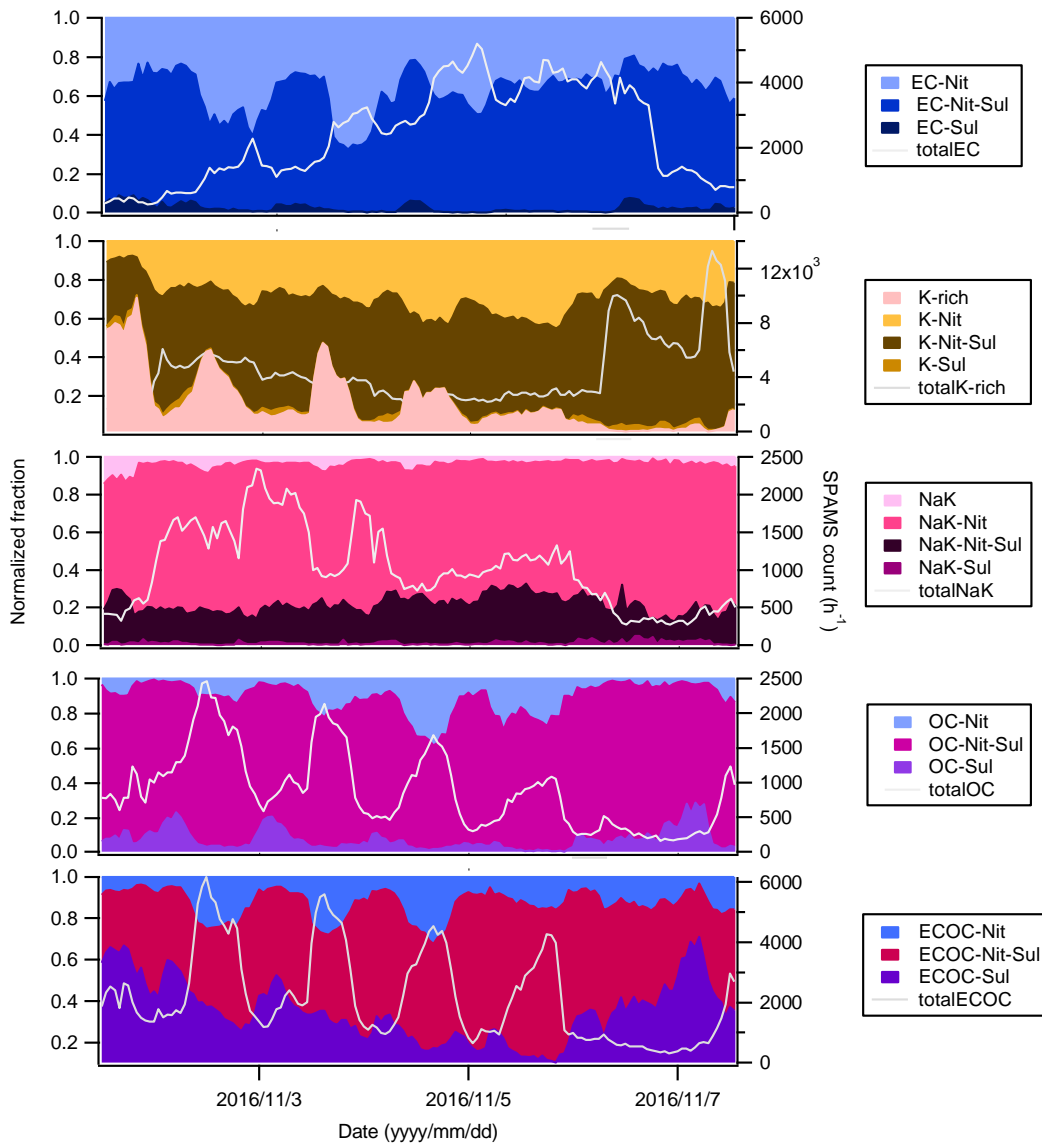 1.0
0.8
0.6
0.4
0.2
0.0
6000
4000
2000
0
EC-Nit
EC-Nit-Sul
EC-Sul
totalEC
1.0
0.8
0.6
0.4
0.2
12x10³
8
4
0
K-rich
K-Nit
K-Nit-Sul
K-Sul
totalK-rich
Normalized fraction
1.0
0.8
0.6
0.4
0.2
0.0
2500
2000
1500
1000
500
0
SPAMS count (h⁻¹)
NaK
NaK-Nit
NaK-Nit-Sul
NaK-Sul
totalNaK
1.0
0.8
0.6
0.4
0.2
0.0
2500
2000
1500
1000
500
0
OC-Nit
OC-Nit-Sul
OC-Sul
totalOC
1.0
0.8
0.6
0.4
0.2
6000
4000
2000
0
ECOC-Nit
ECOC-Nit-Sul
ECOC-Sul
totalECOC
2016/11/3
2016/11/5
2016/11/7
Date (yyyy/mm/dd)